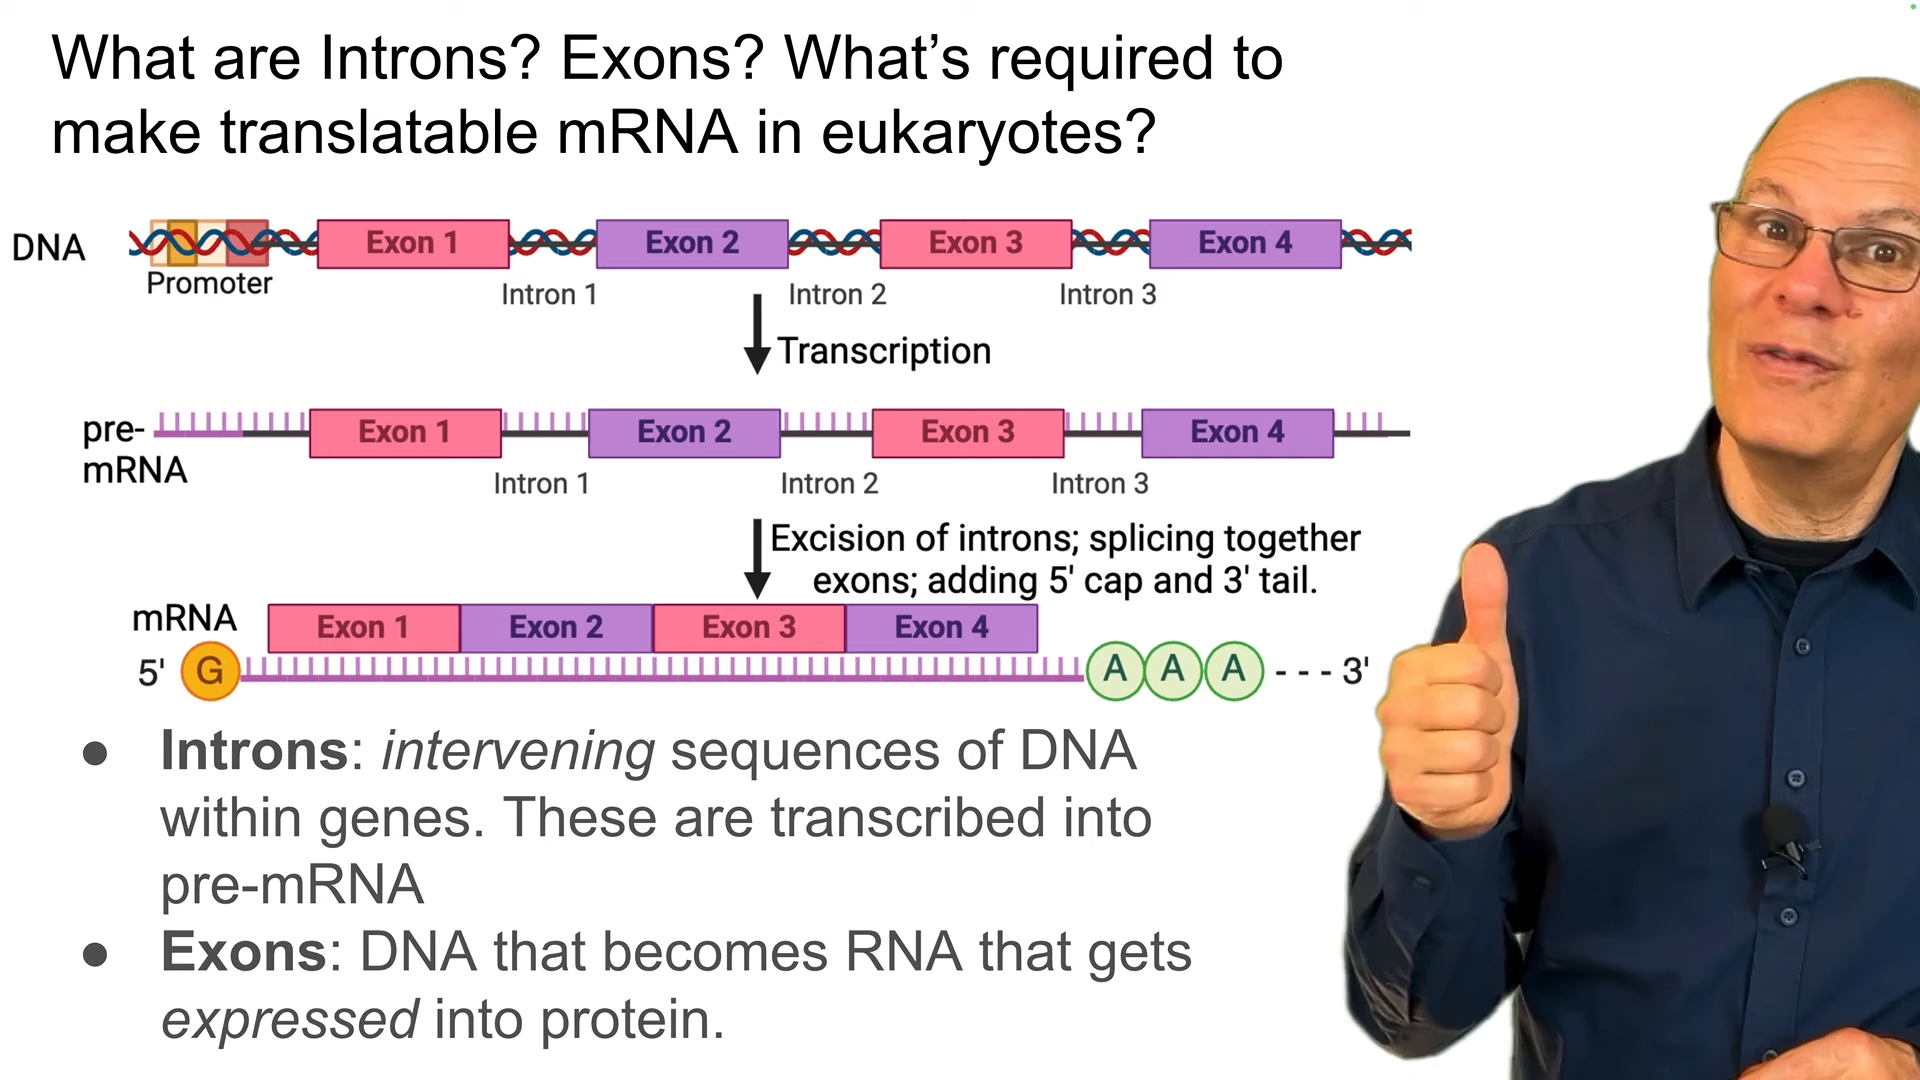 What are Introns? Exons? What’s required to
make translatable mRNA in eukaryotes?
DNA
Exon 1 Exon 2 Exon 3 Exon 4
Promoter
Intron 1 Intron 2 Intron 3
Transcription
pre-
mRNA
Exon 1 Exon 2 Exon 3 Exon 4
Intron 1 Intron 2 Intron 3
Excision of introns; splicing together
exons; adding 5' cap and 3' tail.
mRNA
Exon 1 Exon 2 Exon 3 Exon 4
5' G A A A - - - 3'
● Introns: intervening sequences of DNA
within genes. These are transcribed into
pre-mRNA
● Exons: DNA that becomes RNA that gets
expressed into protein.